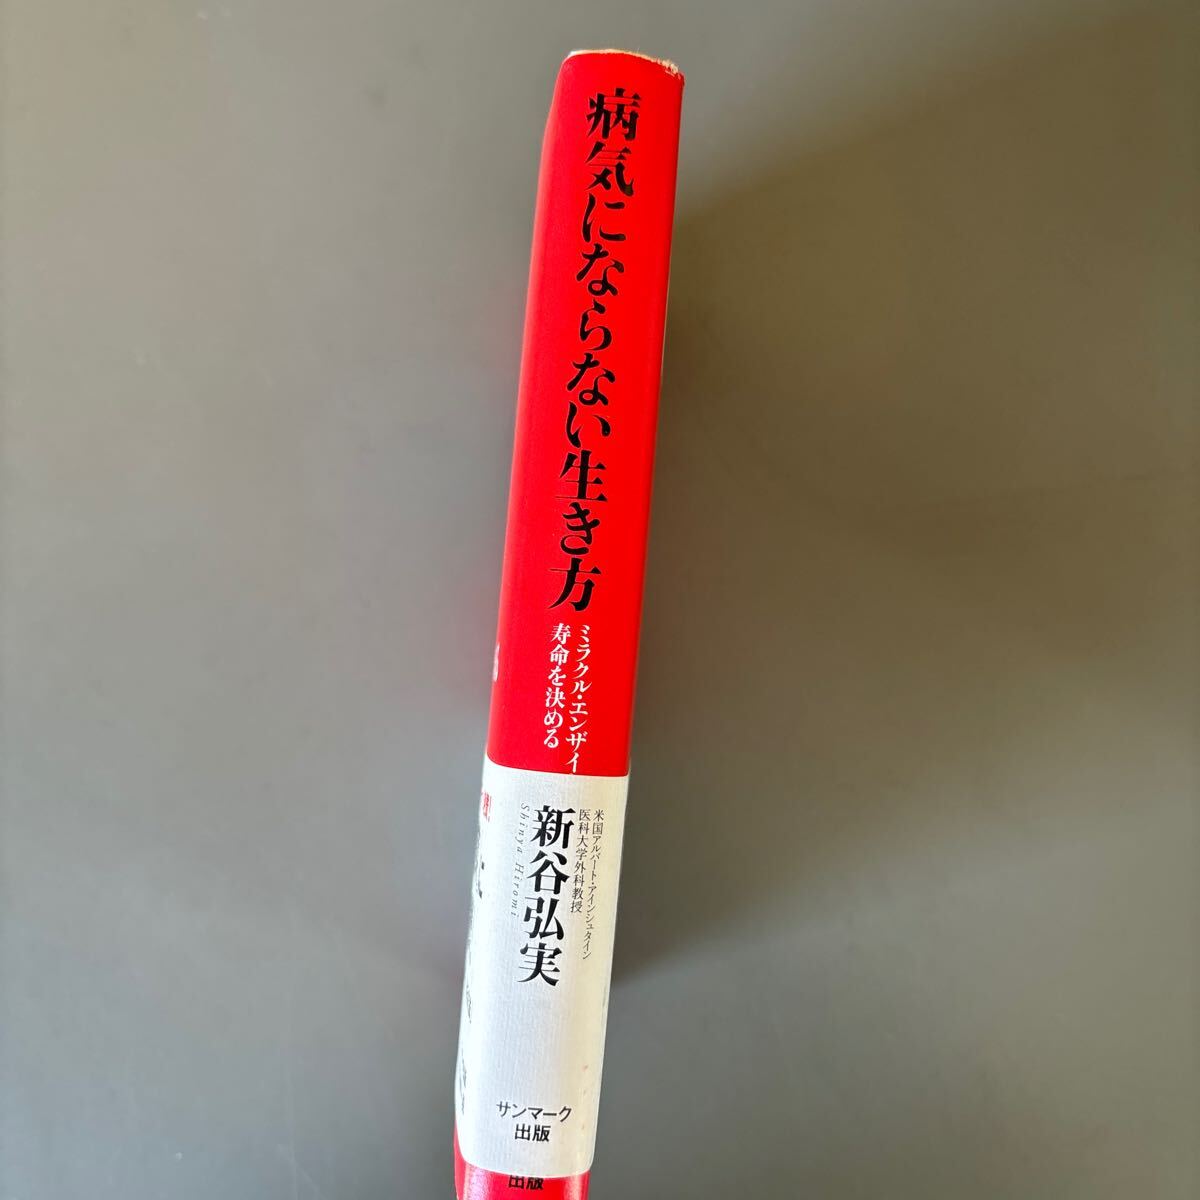 病気にならない生き方
ミラクル・エンザイ
寿命を決める
米国アルバート・アインシュタイン
医科大学外科教授
新谷弘実
Shinya Hiromi
サンマーク
出版
出版